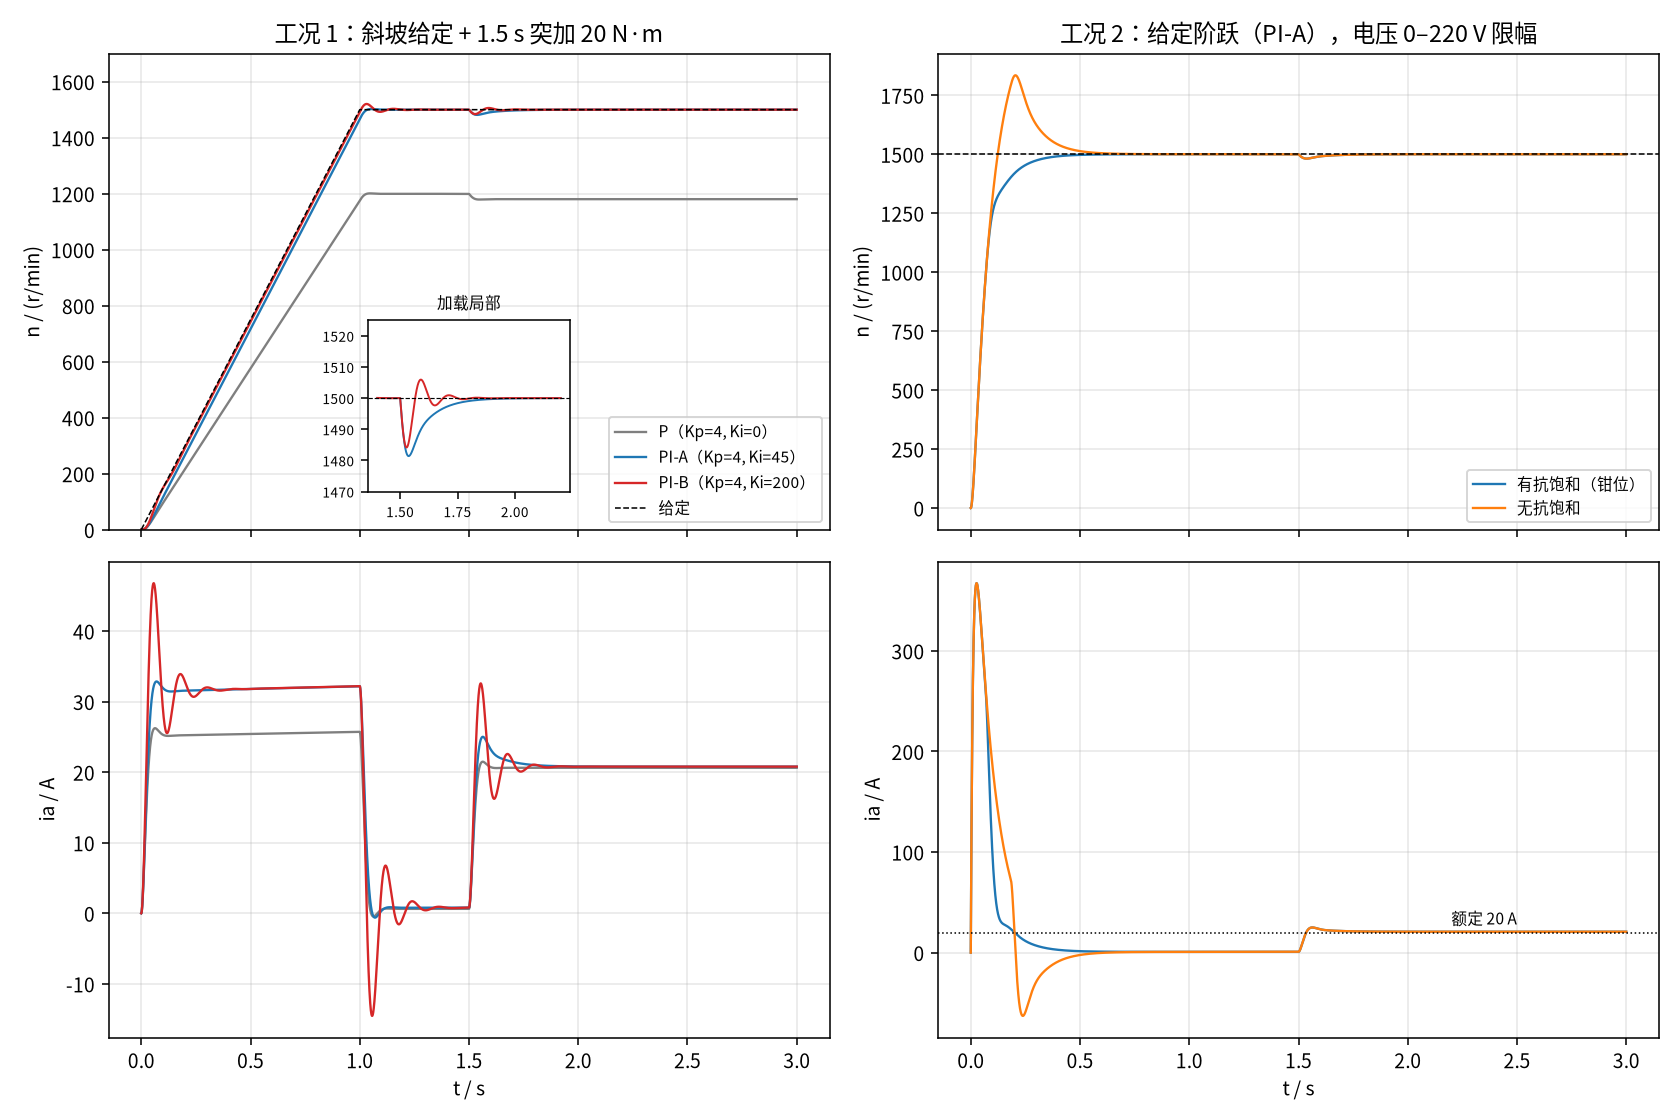 工况 1：斜坡给定 + 1.5 s 突加 20 N·m
1600
1400
1200
1000
800
600
400
200
0
n / (r/min)
加载局部
1520
1510
1500
1490
1480
1470
1.50 1.75 2.00
P（Kp=4, Ki=0）
PI-A（Kp=4, Ki=45）
PI-B（Kp=4, Ki=200）
给定
工况 2：给定阶跃（PI-A），电压 0–220 V 限幅
1750
1500
1250
1000
750
500
250
0
n / (r/min)
有抗饱和（钳位）
无抗饱和
40
30
20
10
0
-10
ia / A
0.0 0.5 1.0 1.5 2.0 2.5 3.0
t / s
300
200
100
0
ia / A
额定 20 A
0.0 0.5 1.0 1.5 2.0 2.5 3.0
t / s